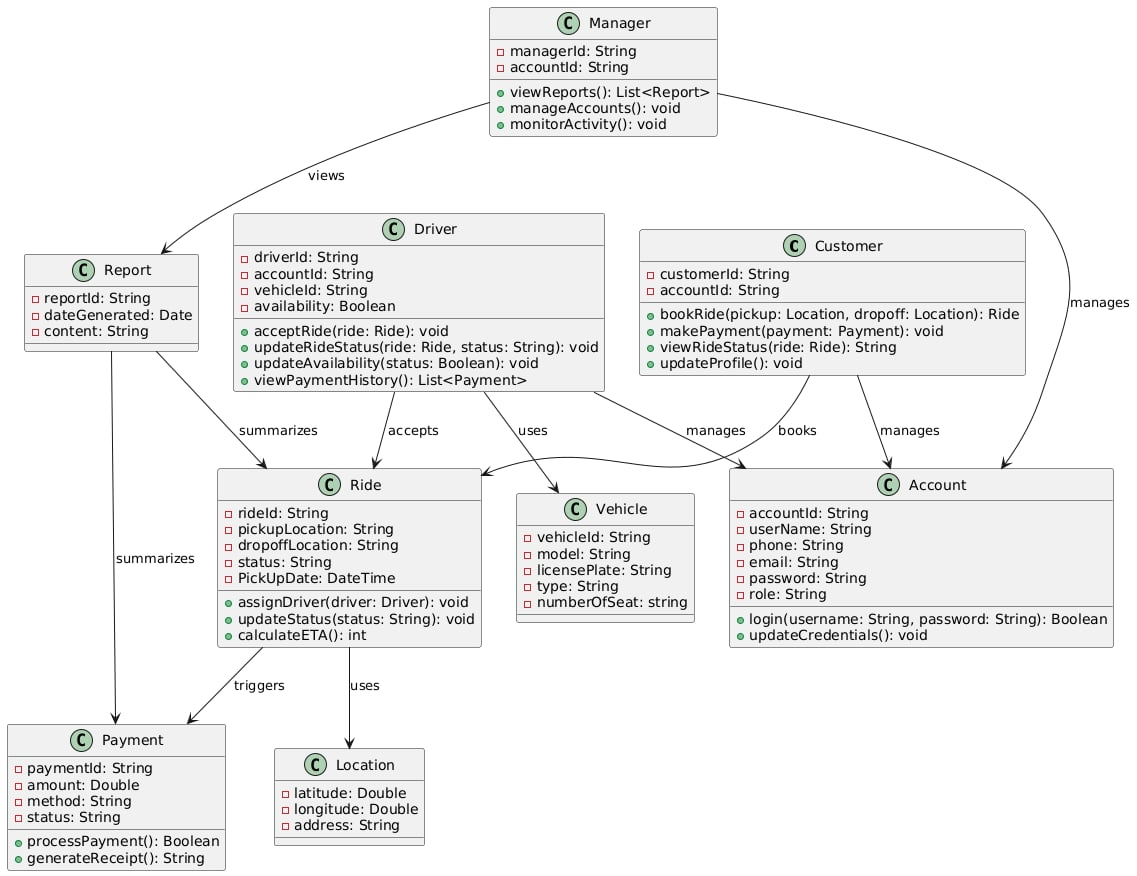 C Manager
managerId: String
accountId: String
viewReports(): List<Report>
manageAccounts(): void
monitorActivity(): void
views
manages
C Driver
driverId: String
accountId: String
vehicleId: String
availability: Boolean
acceptRide(ride: Ride): void
updateRideStatus(ride: Ride, status: String): void
updateAvailability(status: Boolean): void
viewPaymentHistory(): List<Payment>
C Customer
customerId: String
accountId: String
bookRide(pickup: Location, dropoff: Location): Ride
makePayment(payment: Payment): void
viewRideStatus(ride: Ride): String
updateProfile(): void
C Report
reportId: String
dateGenerated: Date
content: String
summarizes
accepts
uses
manages
books
manages
summarizes
C Ride
rideId: String
pickupLocation: String
dropoffLocation: String
status: String
PickUpDate: DateTime
assignDriver(driver: Driver): void
updateStatus(status: String): void
calculateETA(): int
C Vehicle
vehicleId: String
model: String
licensePlate: String
type: String
numberOfSeat: string
C Account
accountId: String
userName: String
phone: String
email: String
password: String
role: String
login(username: String, password: String): Boolean
updateCredentials(): void
triggers
uses
C Payment
paymentId: String
amount: Double
method: String
status: String
processPayment(): Boolean
generateReceipt(): String
C Location
latitude: Double
longitude: Double
address: String